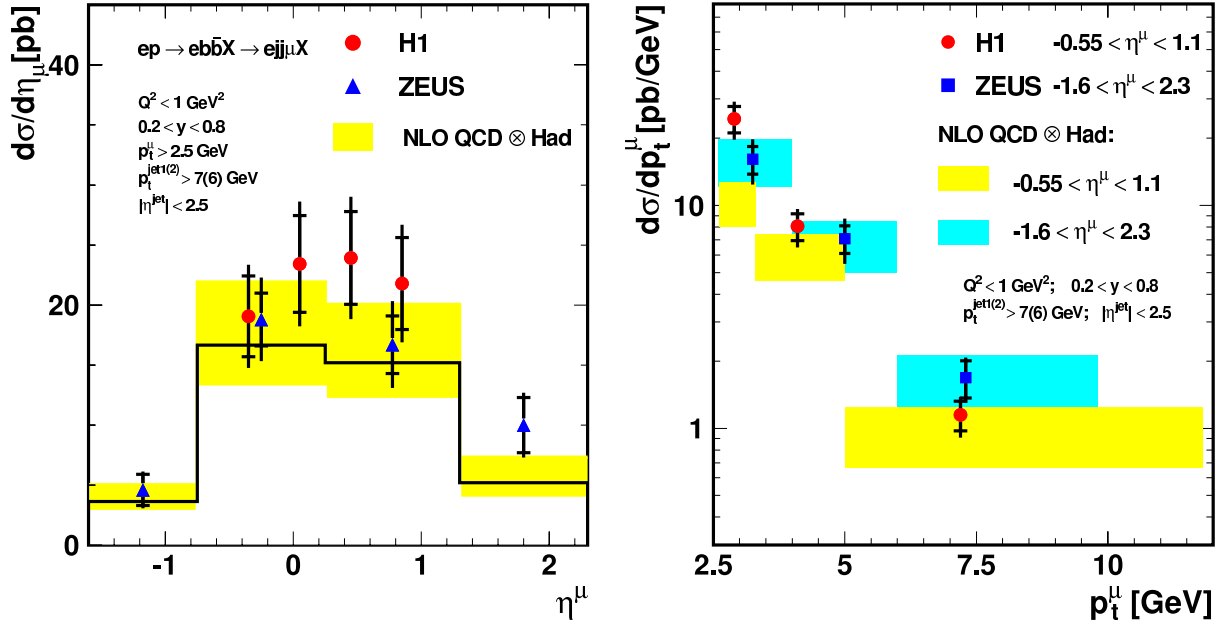 dσ/dη_μ [pb]
40
20
0
-1
0
1
2
η^μ
ep → ebb̄X → ejjμX
Q² < 1 GeV²
0.2 < y < 0.8
p_t^μ > 2.5 GeV
p_t^jet1(2) > 7(6) GeV
|η^jet| < 2.5
H1
ZEUS
NLO QCD ⊗ Had
dσ/dp_t^μ [pb/GeV]
10
1
2.5
5
7.5
10
p_t^μ [GeV]
H1 -0.55 < η^μ < 1.1
ZEUS -1.6 < η^μ < 2.3
NLO QCD ⊗ Had:
-0.55 < η^μ < 1.1
-1.6 < η^μ < 2.3
Q² < 1 GeV²; 0.2 < y < 0.8
p_t^jet1(2) > 7(6) GeV; |η^jet| < 2.5